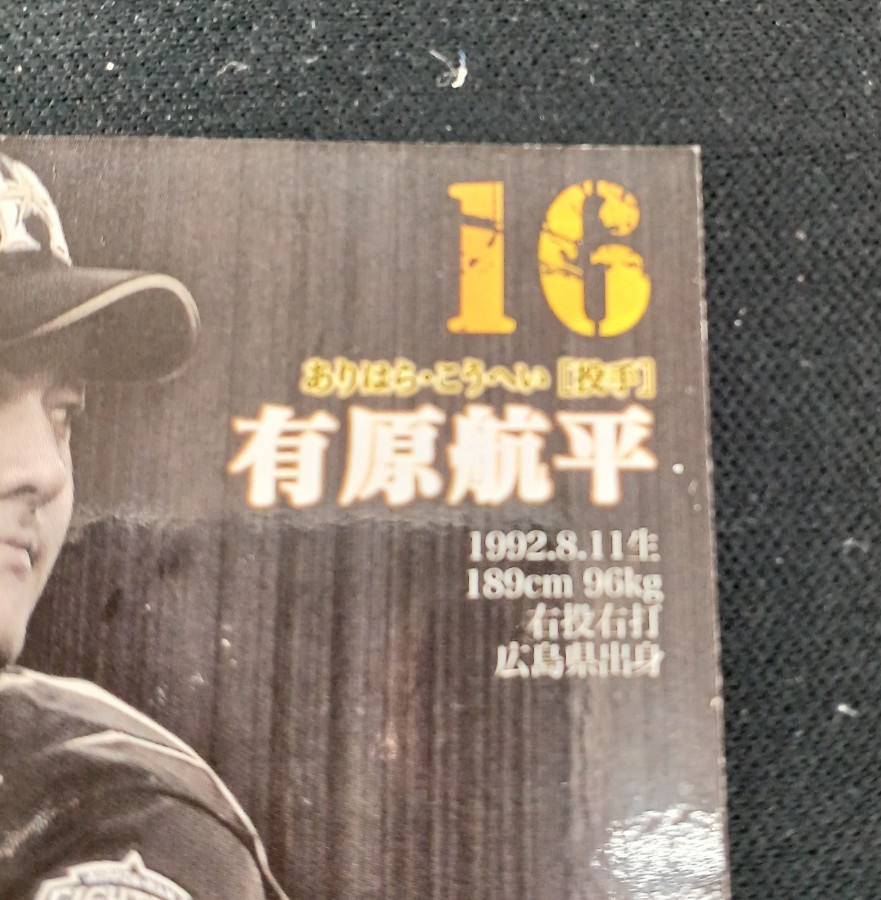 16
ありはら・こうへい [投手]
有原航平
1992.8.11生
189cm 96kg
右投右打
広島県出身